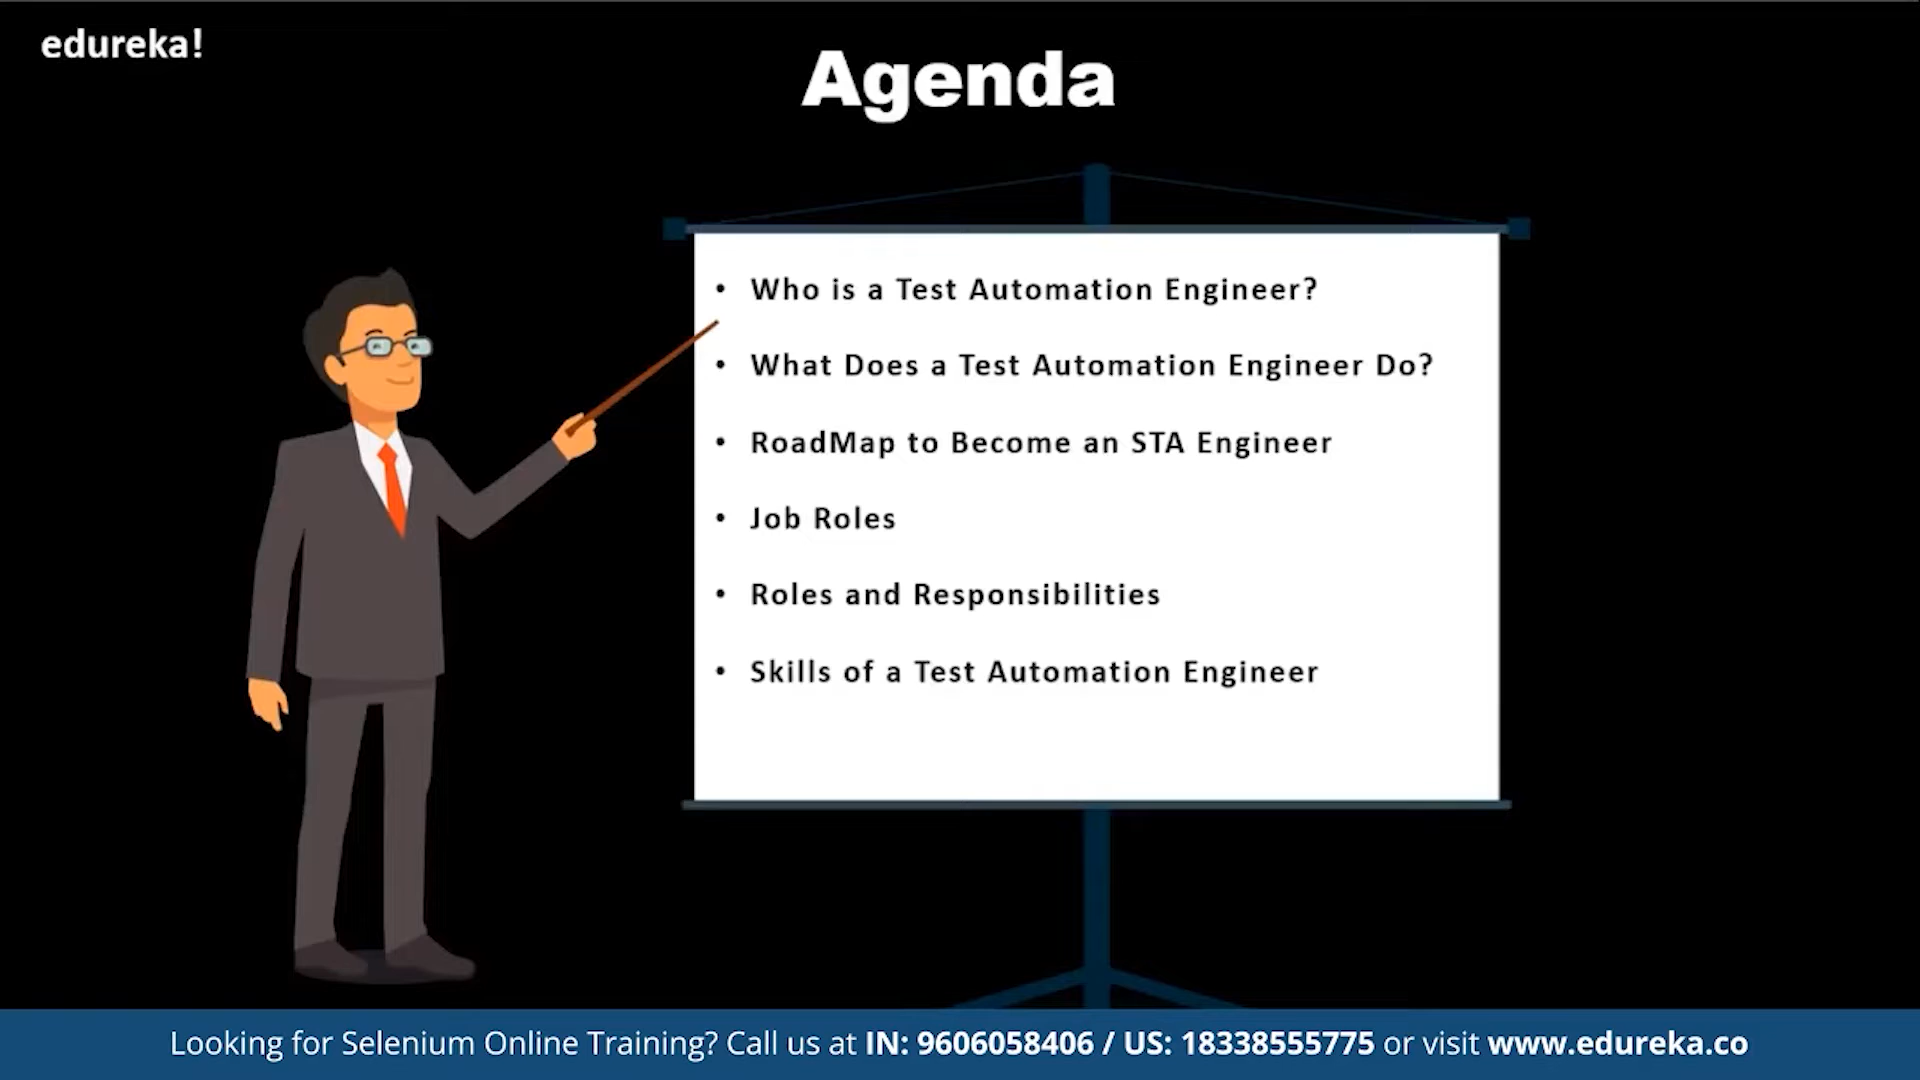 edureka!
Agenda
• Who is a Test Automation Engineer?
• What Does a Test Automation Engineer Do?
• RoadMap to Become an STA Engineer
• Job Roles
• Roles and Responsibilities
• Skills of a Test Automation Engineer
Looking for Selenium Online Training? Call us at IN: 9606058406 / US: 18338555775 or visit www.edureka.co